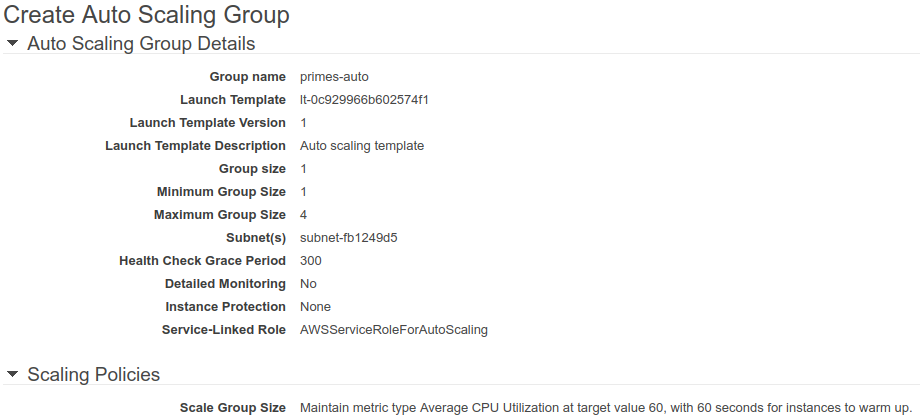 Create Auto Scaling Group
Auto Scaling Group Details
Group name primes-auto
Launch Template lt-0c929966b602574f1
Launch Template Version 1
Launch Template Description Auto scaling template
Group size 1
Minimum Group Size 1
Maximum Group Size 4
Subnet(s) subnet-fb1249d5
Health Check Grace Period 300
Detailed Monitoring No
Instance Protection None
Service-Linked Role AWSServiceRoleForAutoScaling
Scaling Policies
Scale Group Size Maintain metric type Average CPU Utilization at target value 60, with 60 seconds for instances to warm up.